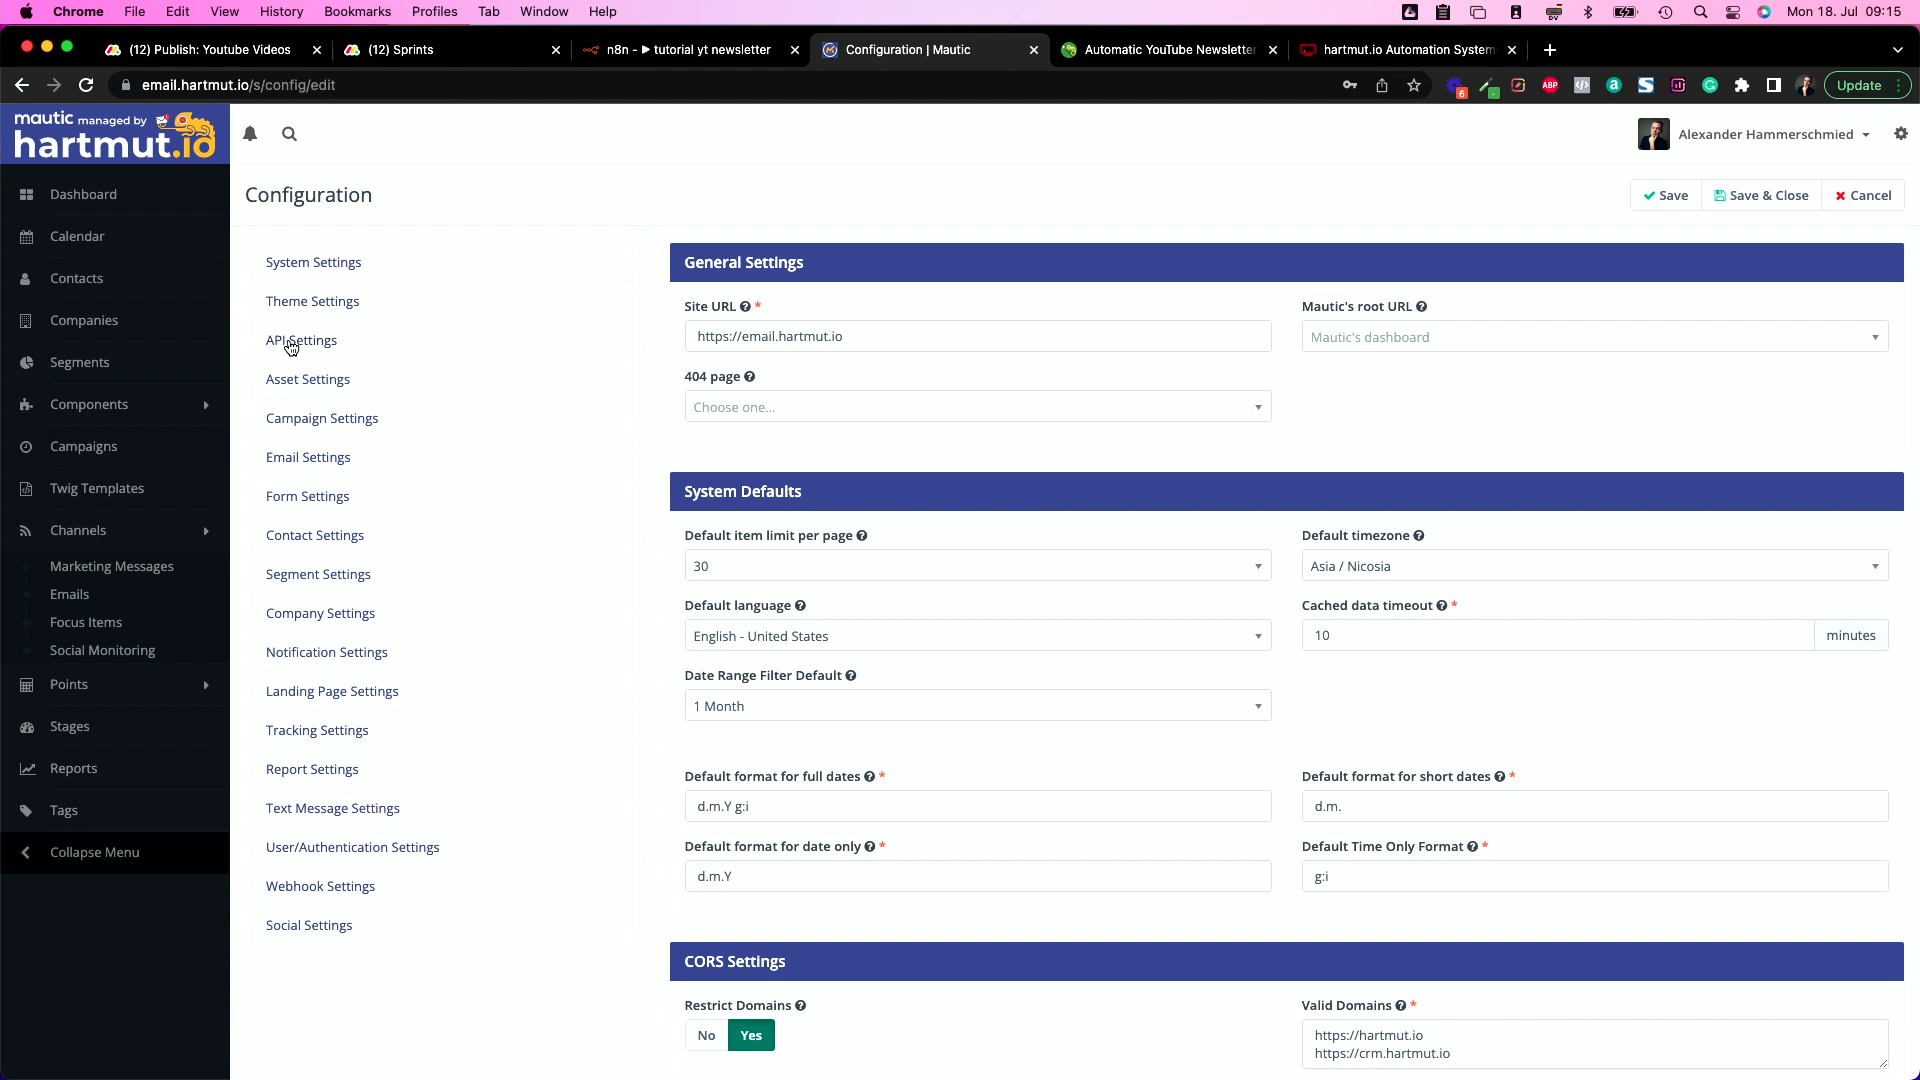 Chrome File Edit View History Bookmarks Profiles Tab Window Help
Mon 18. Jul 09:15
(12) Publish: Youtube Videos
(12) Sprints
n8n - ▶ tutorial yt newsletter
Configuration | Mautic
Automatic YouTube Newsletter
hartmut.io Automation System
email.hartmut.io/s/config/edit
6
ABP
Update
mautic managed by
hartmut.io
Alexander Hammerschmied
Dashboard
Calendar
Contacts
Companies
Segments
Components
Campaigns
Twig Templates
Channels
Marketing Messages
Emails
Focus Items
Social Monitoring
Points
Stages
Reports
Tags
Collapse Menu
Configuration
Save
Save & Close
Cancel
System Settings
Theme Settings
API Settings
Asset Settings
Campaign Settings
Email Settings
Form Settings
Contact Settings
Segment Settings
Company Settings
Notification Settings
Landing Page Settings
Tracking Settings
Report Settings
Text Message Settings
User/Authentication Settings
Webhook Settings
Social Settings
General Settings
Site URL *
https://email.hartmut.io
Mautic's root URL
Mautic's dashboard
404 page
Choose one...
System Defaults
Default item limit per page
30
Default timezone
Asia / Nicosia
Default language
English - United States
Cached data timeout *
10
minutes
Date Range Filter Default
1 Month
Default format for full dates *
d.m.Y g:i
Default format for short dates *
d.m.
Default format for date only *
d.m.Y
Default Time Only Format *
g:i
CORS Settings
Restrict Domains
No
Yes
Valid Domains *
https://hartmut.io
https://crm.hartmut.io